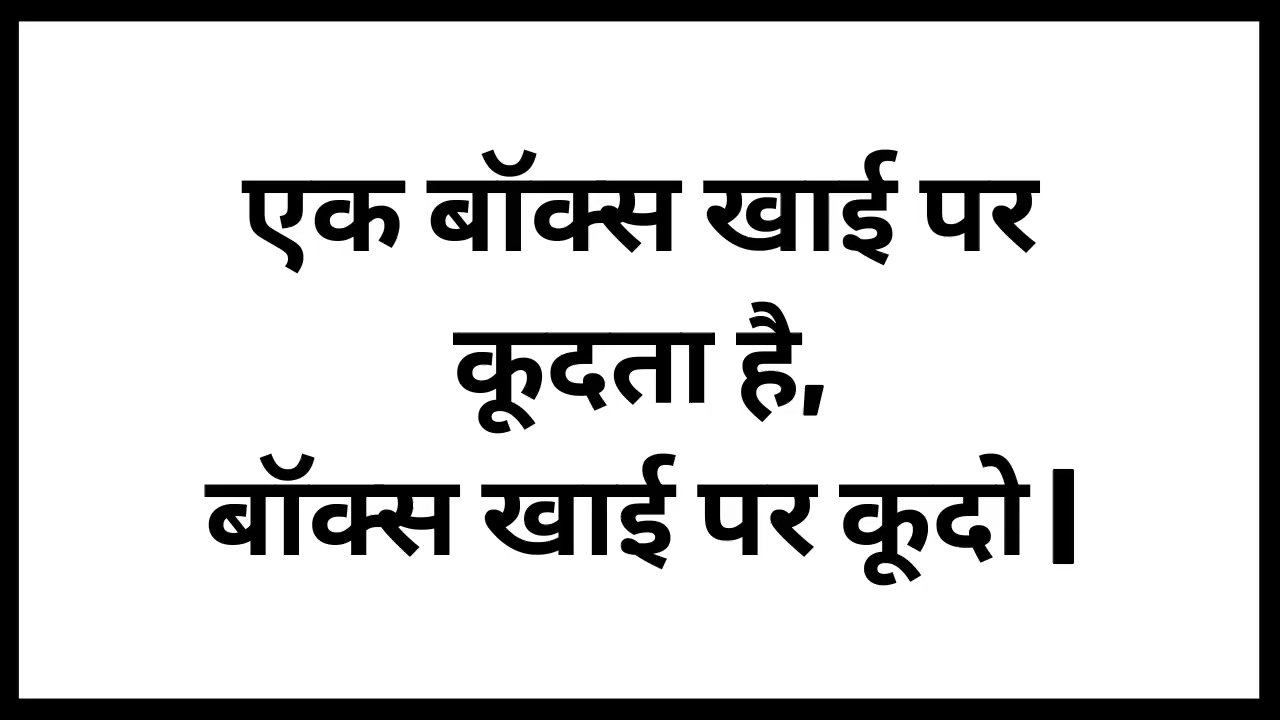 एक बॉक्स खाई पर
कूदता है,
बॉक्स खाई पर कूदो।